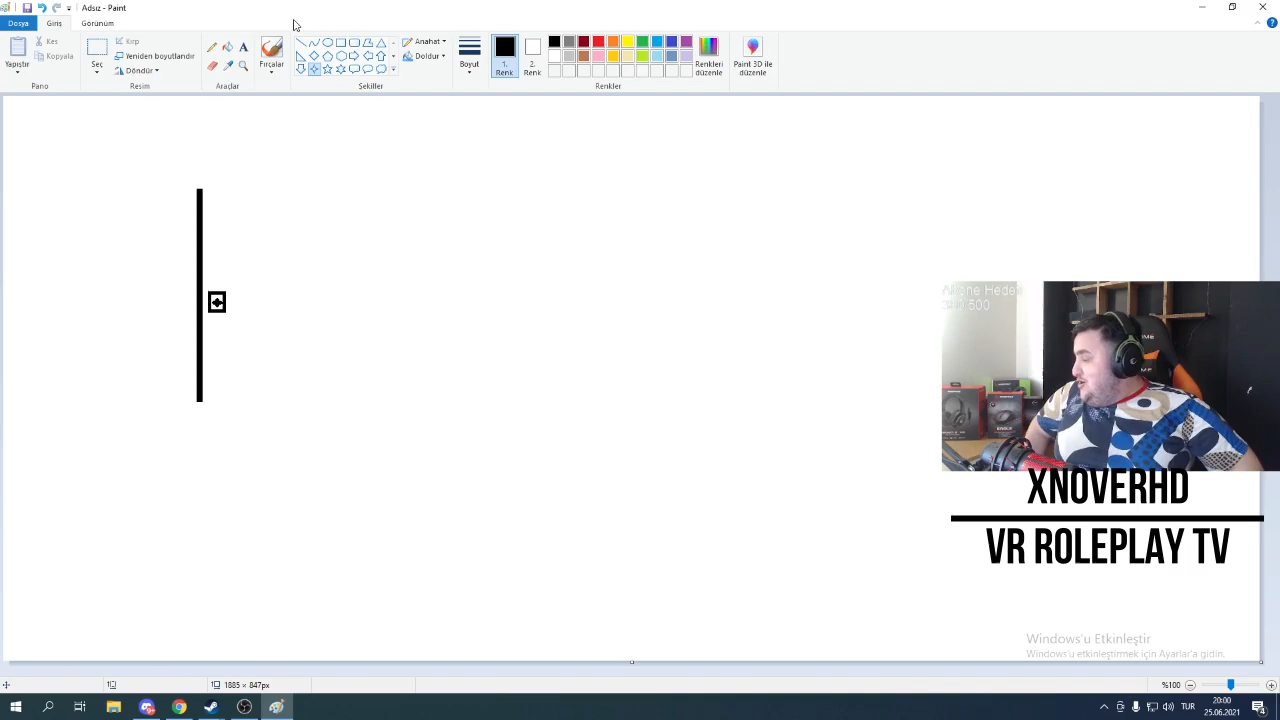 Adsız - Paint
Dosya
Giriş
Görünüm
Yapıştır
Kes
Kopyala
Pano
Seç
Kırp
Yeniden boyutlandır
Döndür
Resim
A
Araçlar
Fırçalar
Anahat
Doldur
Şekiller
Boyut
1.
Renk
2.
Renk
Renkleri
düzenle
Renkler
Paint 3D ile
düzenle
500
XNOVERHD
VR ROLEPLAY TV
Windows'u Etkinleştir
Windows'u etkinleştirmek için Ayarlar'a gidin.
1885 × 847px
%100
TUR
20:00
25.06.2021